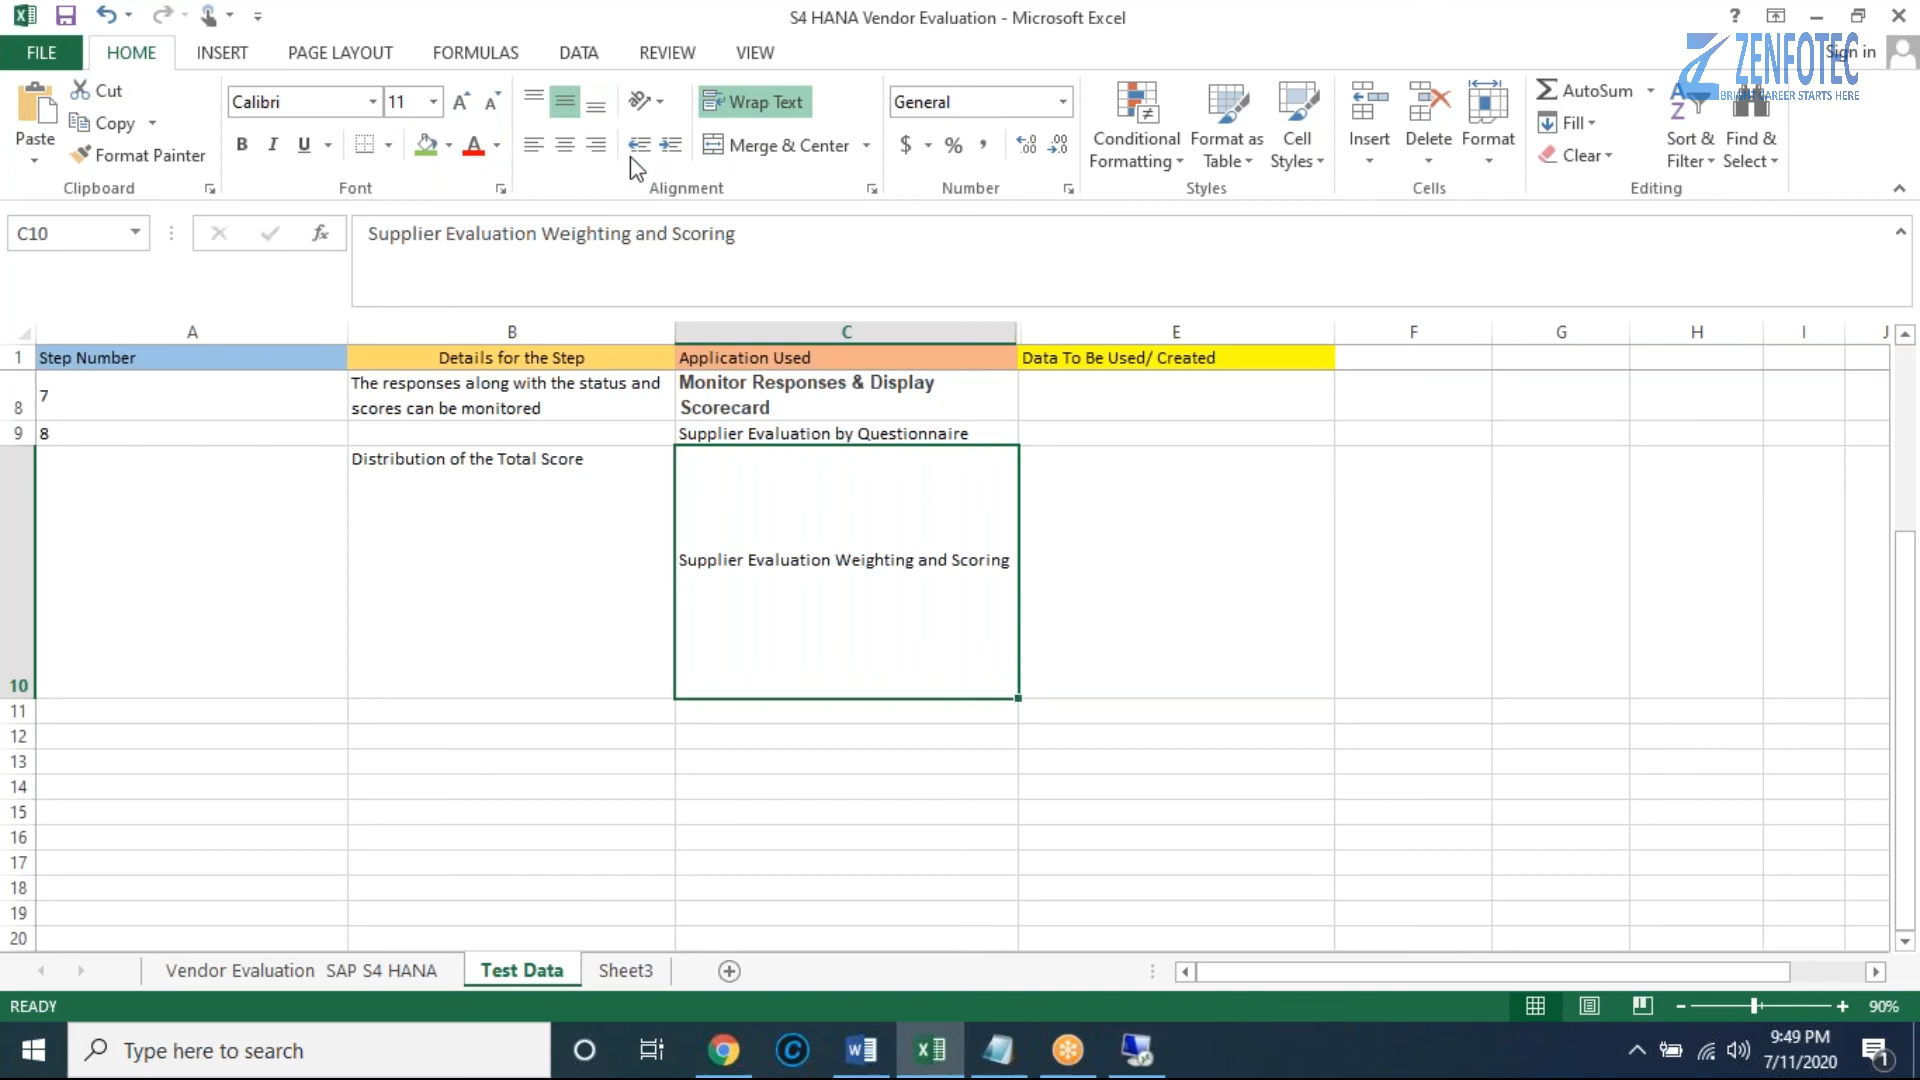 S4 HANA Vendor Evaluation - Microsoft Excel
?
FILE HOME INSERT PAGE LAYOUT FORMULAS DATA REVIEW VIEW
Sign in
ZENFOTEC
BRIGHT CAREER STARTS HERE
Paste
Cut
Copy
Format Painter
Clipboard
Calibri 11
B I U
Font
Wrap Text
Merge & Center
Alignment
General
$ % ,
Number
Conditional Formatting
Format as Table
Cell Styles
Styles
Insert Delete Format
Cells
AutoSum
Fill
Clear
Sort & Filter
Find & Select
Editing
C10 fx Supplier Evaluation Weighting and Scoring
A B C E F G H I J
1 Step Number Details for the Step Application Used Data To Be Used/ Created
8 7 The responses along with the status and scores can be monitored Monitor Responses & Display Scorecard
9 8 Supplier Evaluation by Questionnaire
10 Distribution of the Total Score Supplier Evaluation Weighting and Scoring
11
12
13
14
15
16
17
18
19
20
Vendor Evaluation SAP S4 HANA Test Data Sheet3
READY 90%
Type here to search
9:49 PM
7/11/2020
1